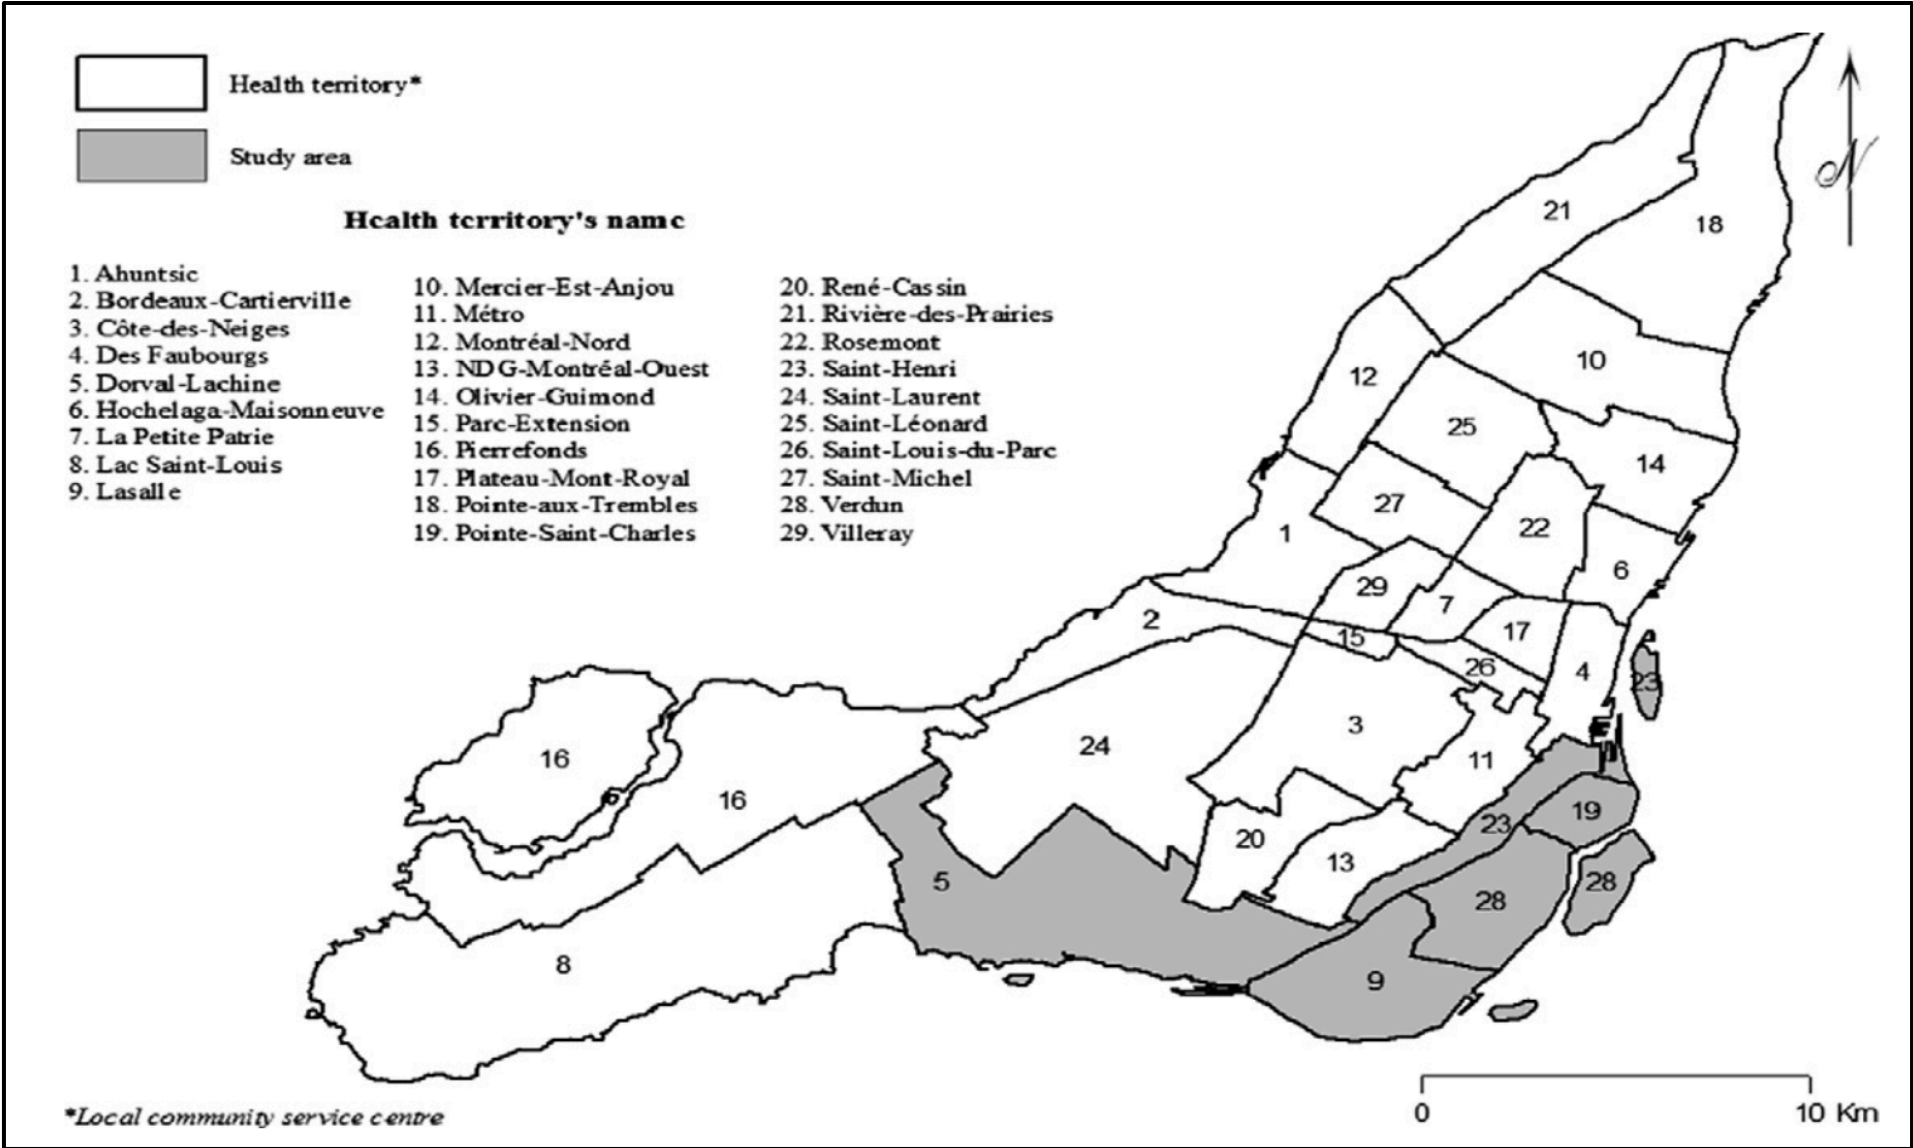 Health territory*
Study area
Health territory's name
1. Ahuntsic
2. Bordeaux-Cartierville
3. Côte-des-Neiges
4. Des Faubourgs
5. Dorval-Lachine
6. Hochelaga-Maisonneuve
7. La Petite Patrie
8. Lac Saint-Louis
9. Lasalle
10. Mercier-Est-Anjou
11. Métro
12. Montréal-Nord
13. NDG-Montréal-Ouest
14. Olivier-Guimond
15. Parc-Extension
16. Pierrefonds
17. Plateau-Mont-Royal
18. Pointe-aux-Trembles
19. Pointe-Saint-Charles
20. René-Cassin
21. Rivière-des-Prairies
22. Rosemont
23. Saint-Henri
24. Saint-Laurent
25. Saint-Léonard
26. Saint-Louis-du-Parc
27. Saint-Michel
28. Verdun
29. Villeray
N
21
18
10
12
25
14
27
22
1
6
29
7
2
17
15
26
4
23
3
24
11
16
16
19
23
20
13
5
28
28
8
9
0
10 Km
*Local community service centre